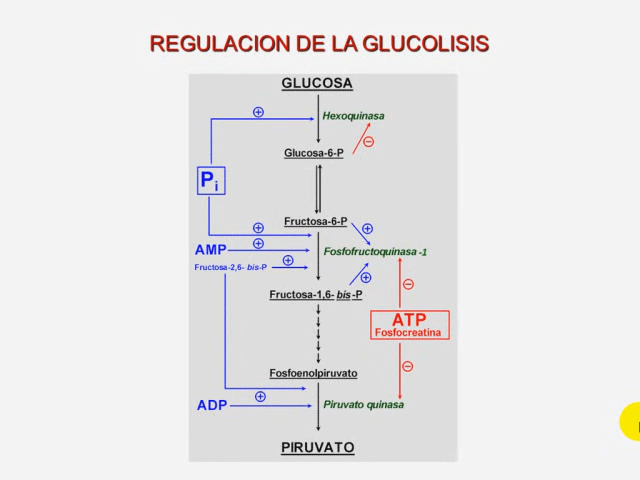 REGULACION DE LA GLUCOLISIS
GLUCOSA
Hexoquinasa
Glucosa-6-P
Pi
Fructosa-6-P
AMP
Fosfofructoquinasa -1
Fructosa-2,6- bis-P
Fructosa-1,6- bis-P
ATP
Fosfocreatina
Fosfoenolpiruvato
ADP
Piruvato quinasa
PIRUVATO